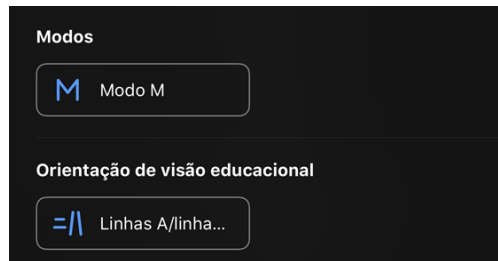 Modos
Modo M
Orientação de visão educacional
Linhas A/linha...